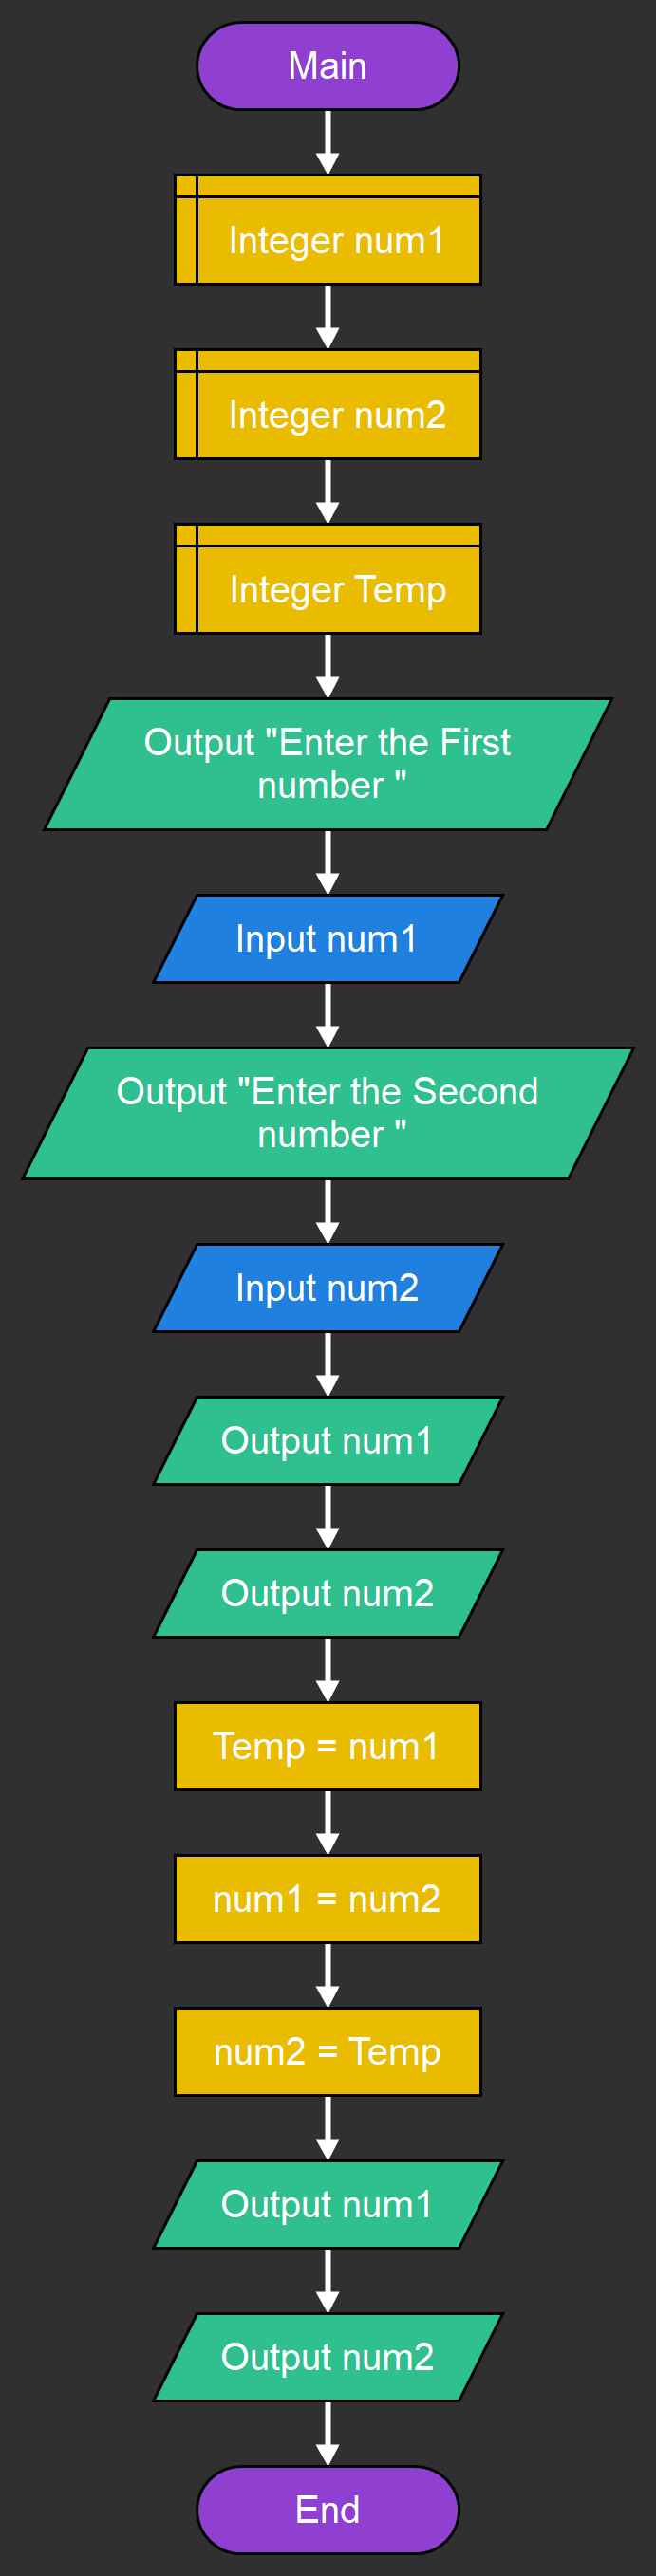 Main
Integer num1
Integer num2
Integer Temp
Output "Enter the First
number "
Input num1
Output "Enter the Second
number "
Input num2
Output num1
Output num2
Temp = num1
num1 = num2
num2 = Temp
Output num1
Output num2
End